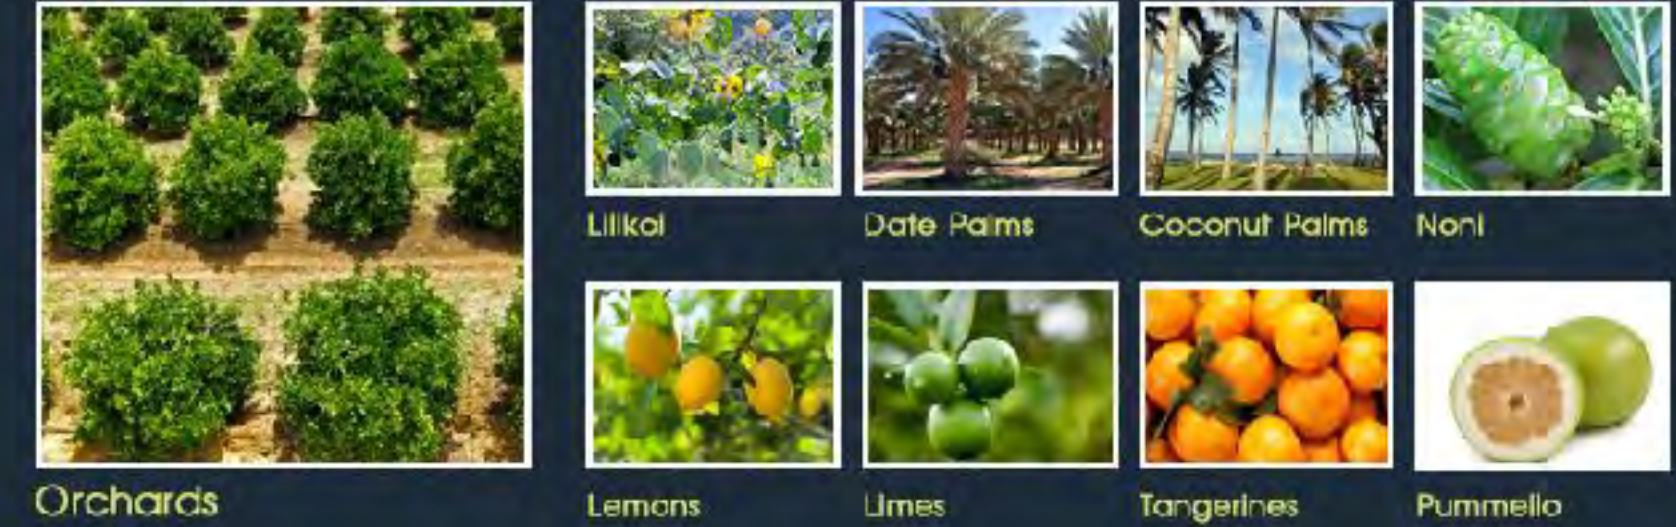 Lilikoi
Date Palms
Coconut Palms
Noni
Orchards
Lemons
Limes
Tangerines
Pummello